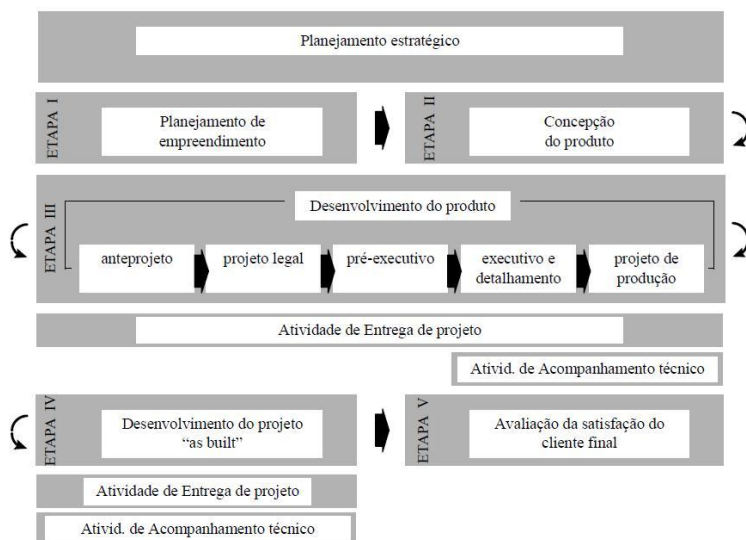 Planejamento estratégico
ETAPA I
Planejamento de
empreendimento
ETAPA II
Concepção
do produto
ETAPA III
Desenvolvimento do produto
anteprojeto
projeto legal
pré-executivo
executivo e
detalhamento
projeto de
produção
Atividade de Entrega de projeto
Ativid. de Acompanhamento técnico
ETAPA IV
Desenvolvimento do projeto
“as built”
ETAPA V
Avaliação da satisfação do
cliente final
Atividade de Entrega de projeto
Ativid. de Acompanhamento técnico